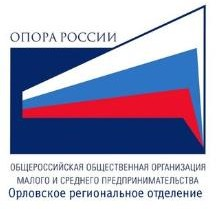 ОПОРА РОССИИ
ОБЩЕРОССИЙСКАЯ ОБЩЕСТВЕННАЯ ОРГАНИЗАЦИЯ
МАЛОГО И СРЕДНЕГО ПРЕДПРИНИМАТЕЛЬСТВА
Орловское региональное отделение